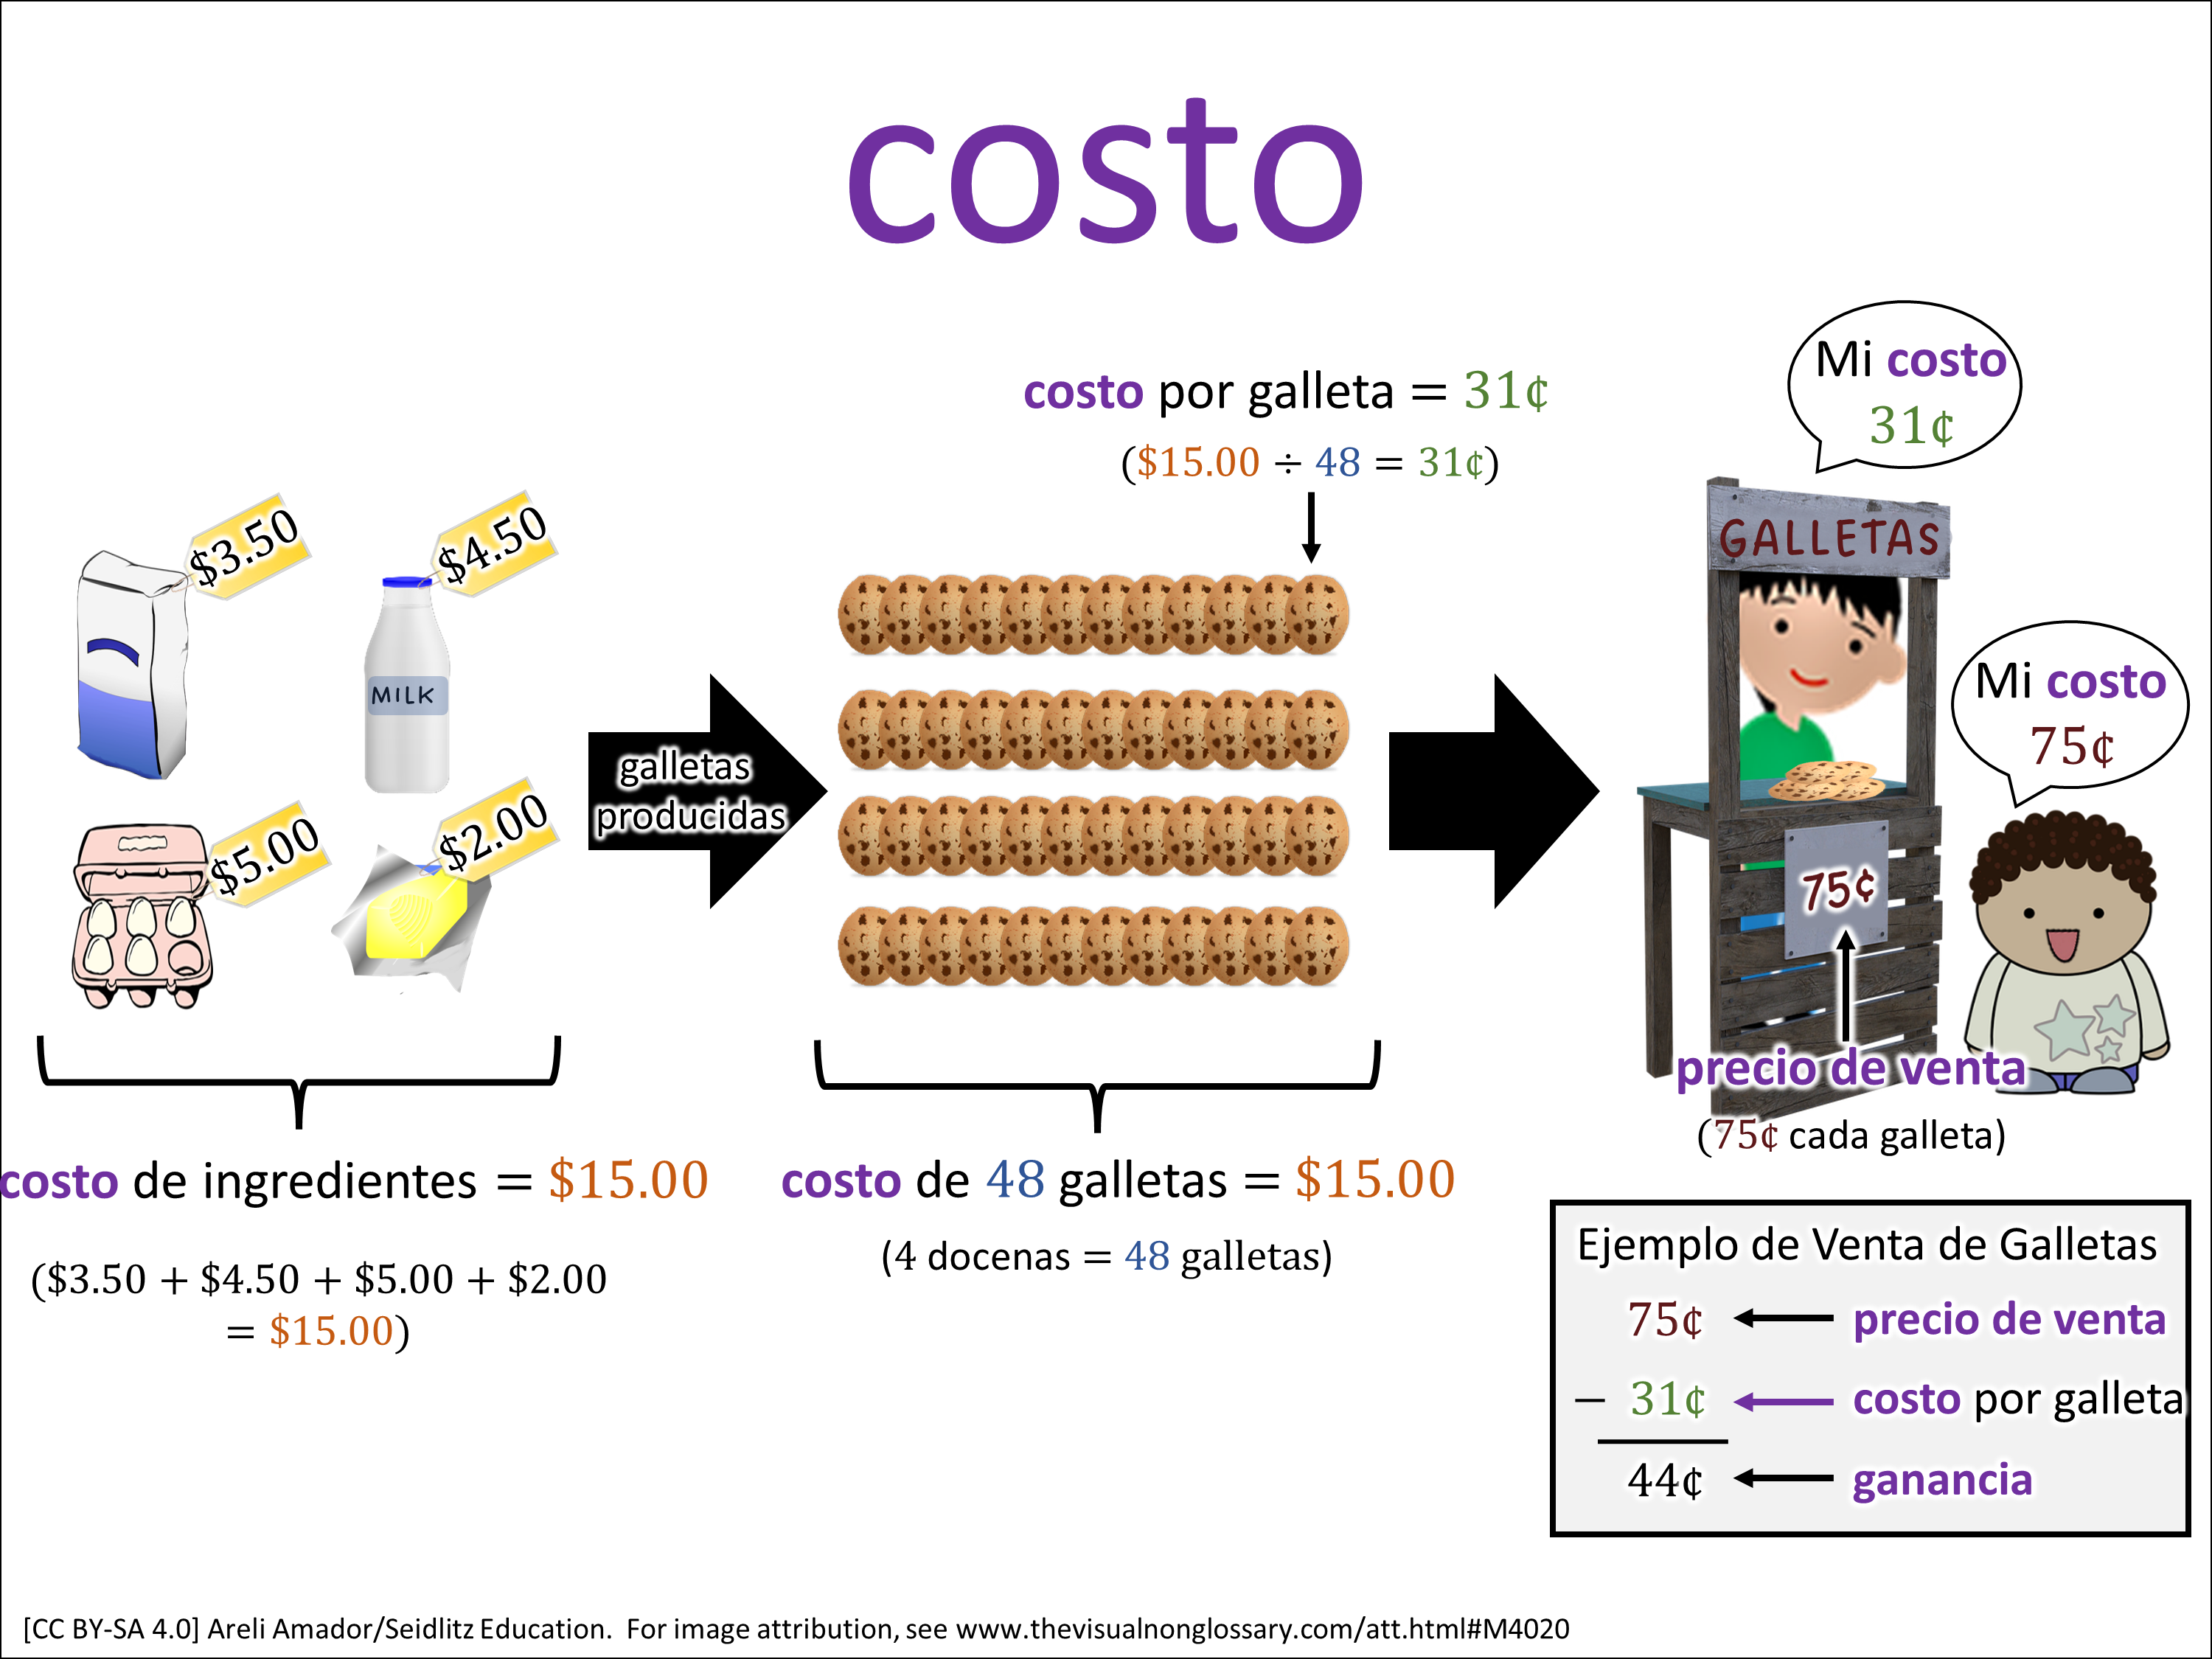 costo
$3.50
$4.50
MILK
$5.00
$2.00
costo de ingredientes = $15.00
($3.50 + $4.50 + $5.00 + $2.00
= $15.00)
galletas
producidas
costo por galleta = 31¢
($15.00 ÷ 48 = 31¢)
costo de 48 galletas = $15.00
(4 docenas = 48 galletas)
Mi costo
31¢
GALLETAS
Mi costo
75¢
75¢
precio de venta
(75¢ cada galleta)
Ejemplo de Venta de Galletas
75¢ precio de venta
− 31¢ costo por galleta
44¢ ganancia
[CC BY-SA 4.0] Areli Amador/Seidlitz Education. For image attribution, see www.thevisualnonglossary.com/att.html#M4020